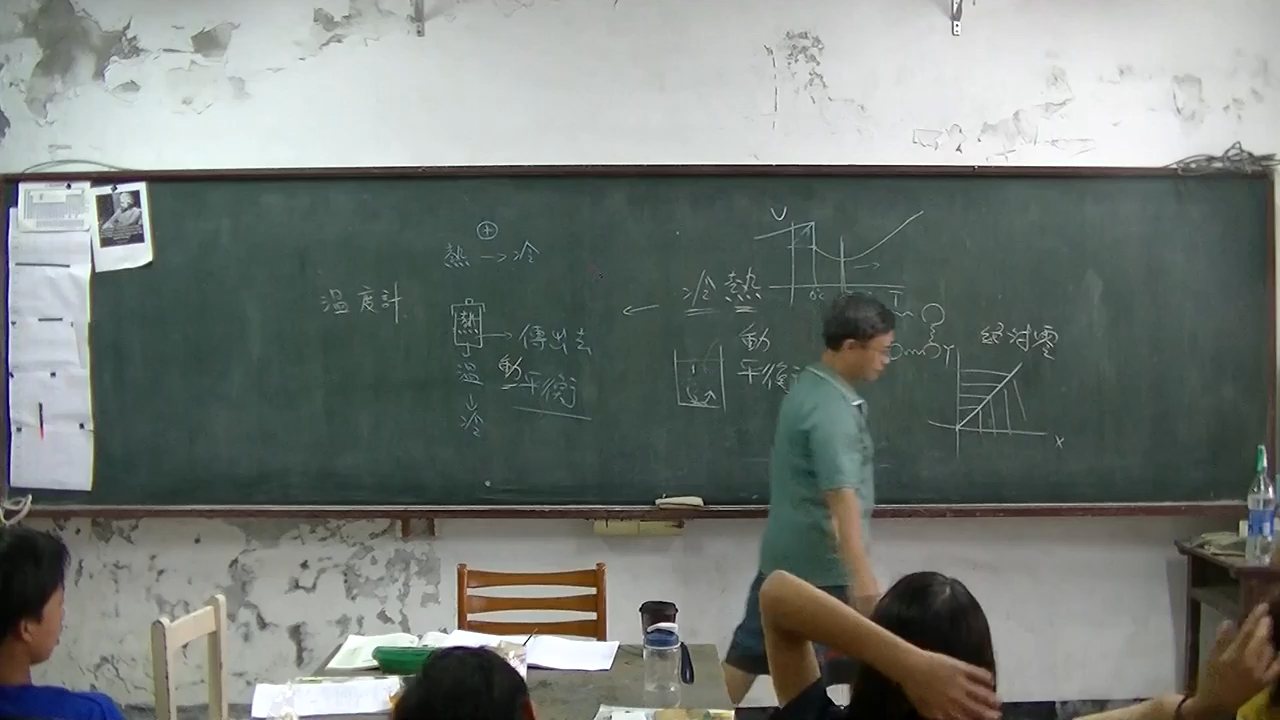 溫度計
⊕
熱→冷
熱
→傳出去
溫
↓
冷
動
平衡
←
冷熱
動
平衡
V
0℃
T
絕對零
Y
X